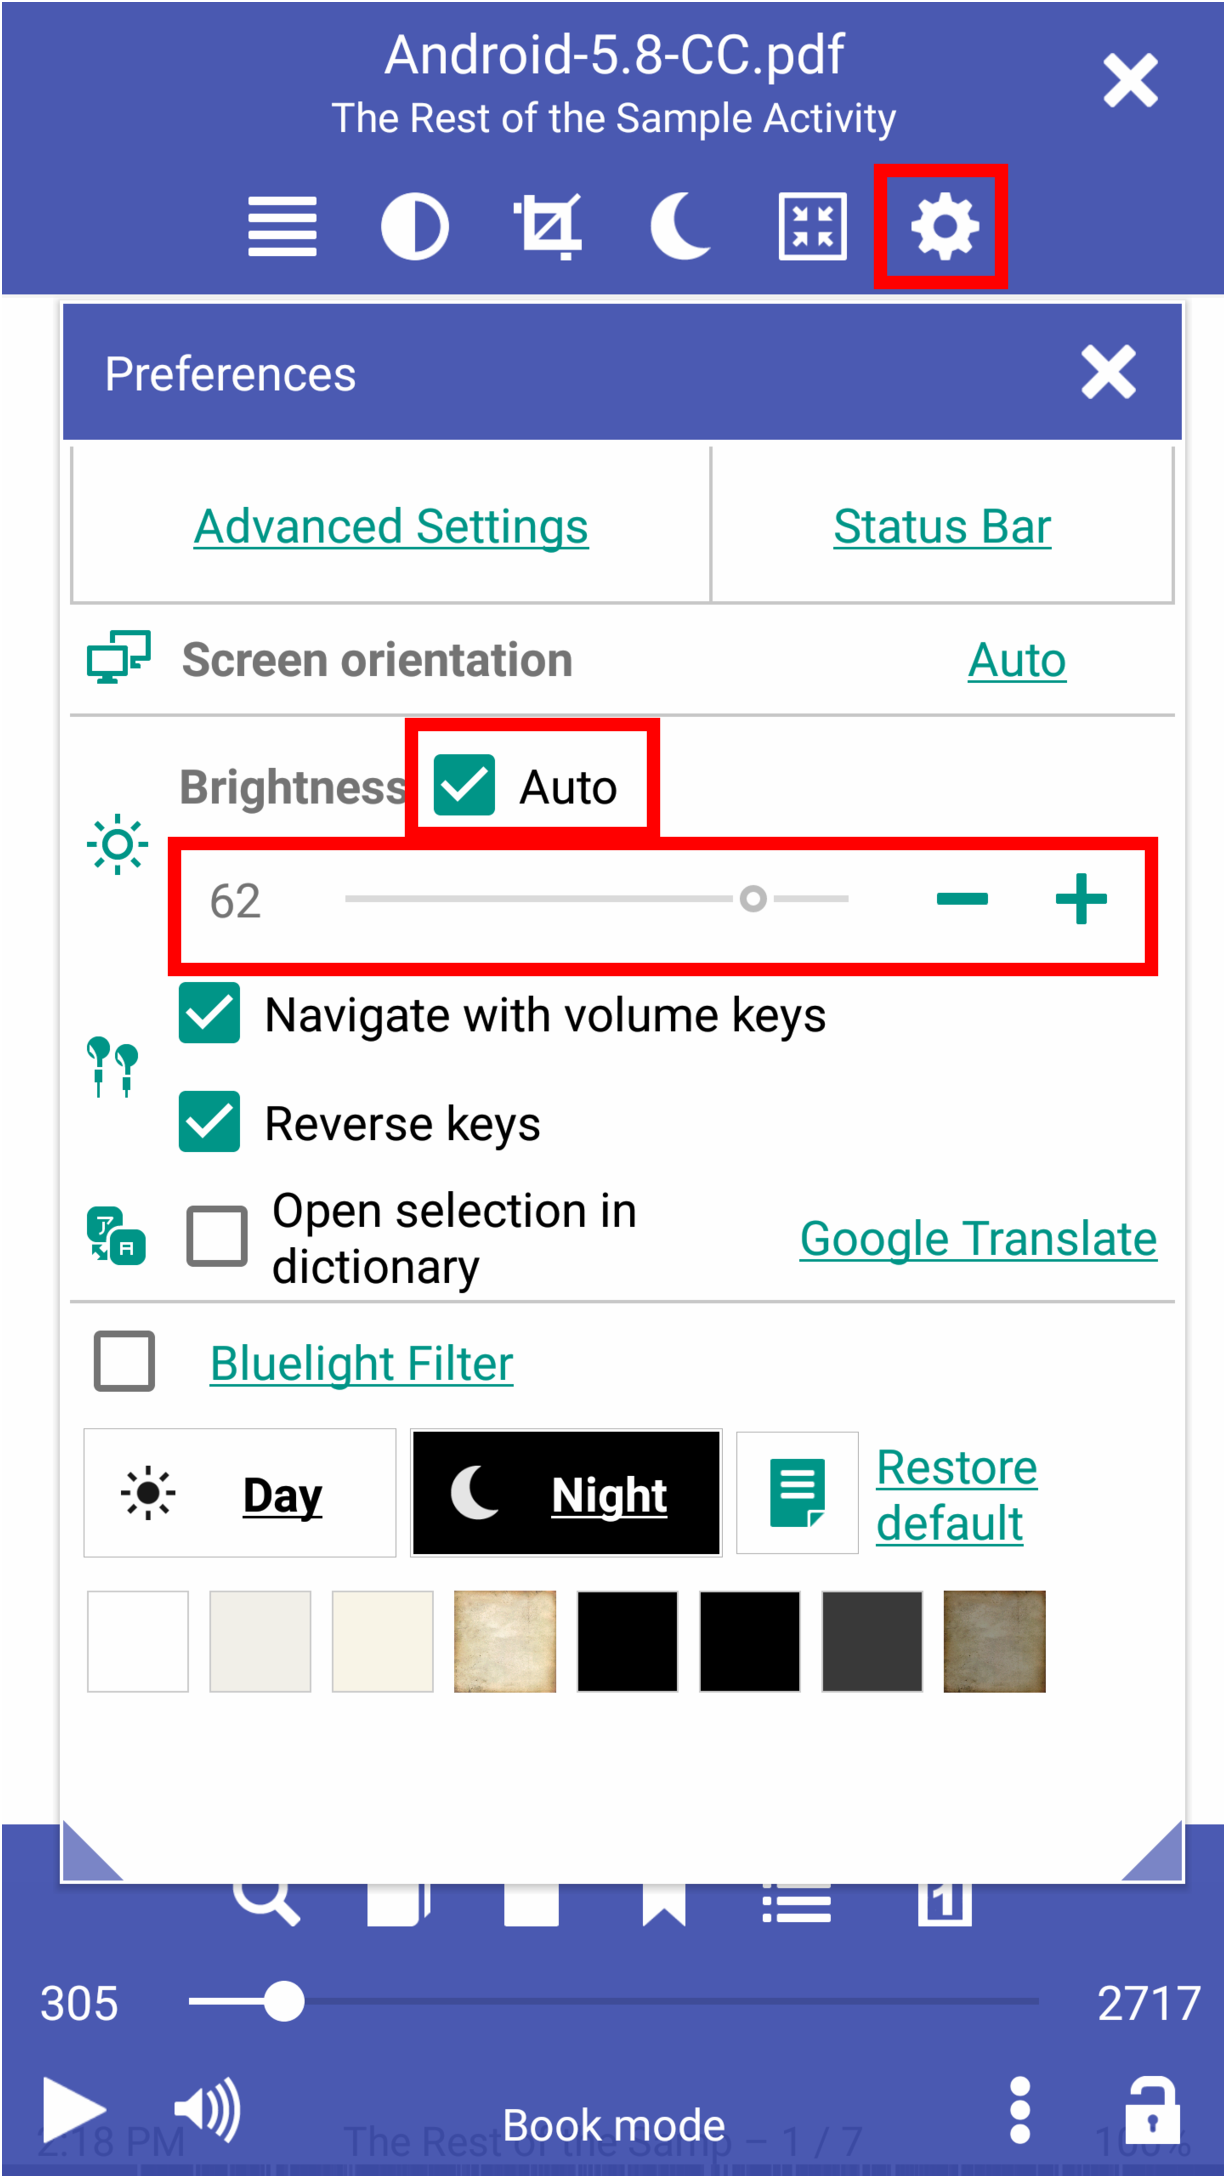 Android-5.8-CC.pdf
The Rest of the Sample Activity
Preferences
Advanced Settings
Status Bar
Screen orientation
Auto
Brightness
Auto
62
Navigate with volume keys
Reverse keys
Open selection in
dictionary
Google Translate
Bluelight Filter
Day
Night
Restore
default
1
305
2717
Book mode
2:18 PM
The Rest of the Samp – 1 / 7
100%